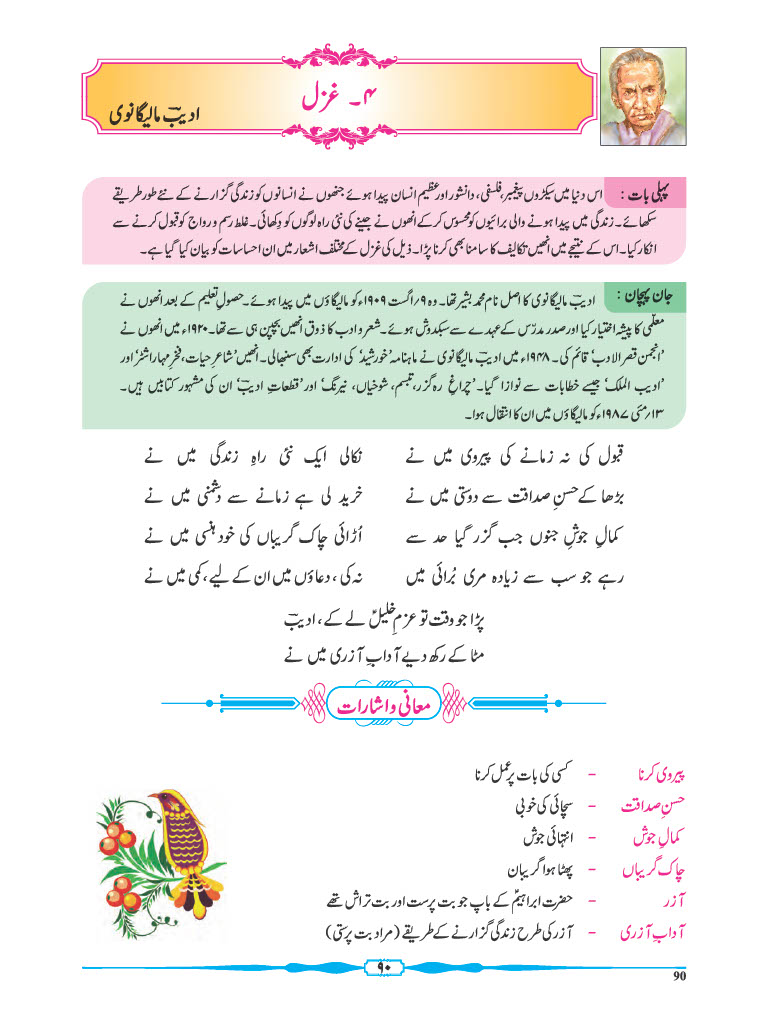 ۴۔ غزل
ادیبؔ مالیگانوی
پہلی بات : اس دنیا میں سیکڑوں پیغمبر، فلسفی، دانشور اور عظیم انسان پیدا ہوئے جنھوں نے انسانوں کو زندگی گزارنے کے نئے طور طریقے
سکھائے۔ زندگی میں پیدا ہونے والی برائیوں کو محسوس کر کے انھوں نے جینے کی نئی راہ لوگوں کو دِکھائی۔ غلط رسم و رواج کو قبول کرنے سے
انکار کیا۔ اس کے نتیجے میں انھیں تکالیف کا سامنا بھی کرنا پڑا۔ ذیل کی غزل کے مختلف اشعار میں ان احساسات کو بیان کیا گیا ہے۔
جان پہچان : ادیبؔ مالیگانوی کا اصل نام محمد بشیر تھا۔ وہ ۹؍اگست ۱۹۰۹ء کو مالیگاؤں میں پیدا ہوئے۔ حصولِ تعلیم کے بعد انھوں نے
معلّمی کا پیشہ اختیار کیا اور صدر مدرّس کے عہدے سے سبکدوش ہوئے۔ شعر و ادب کا ذوق انھیں بچپن ہی سے تھا۔ ۱۹۲۰ء میں انھوں نے
’انجمن قصر الادب‘ قائم کی۔ ۱۹۴۸ء میں ادیبؔ مالیگانوی نے ماہنامہ ’خورشید‘ کی ادارت بھی سنبھالی۔ انھیں ’شاعرِ حیات، فخرِ مہاراشٹر‘ اور
’ادیب الملک‘ جیسے خطابات سے نوازا گیا۔ ’چراغِ رہ گزر، تبسم، شوخیاں، نیرنگ‘ اور ’قطعاتِ ادیبؔ‘ ان کی مشہور کتابیں ہیں۔
۱۳؍مئی ۱۹۸۷ء کو مالیگاؤں میں ان کا انتقال ہوا۔
قبول کی نہ زمانے کی پیروی میں نے نکالی ایک نئی راہِ زندگی میں نے
بڑھا کے حسنِ صداقت سے دوستی میں نے خرید لی ہے زمانے سے دشمنی میں نے
کمالِ جوشِ جنوں جب گزر گیا حد سے اُڑائی چاک گریباں کی خود ہنسی میں نے
رہے جو سب سے زیادہ مری بُرائی میں نہ کی، دعاؤں میں ان کے لیے، کمی میں نے
پڑا جو وقت تو عزمِ خلیلؑ لے کے، ادیبؔ
مٹا کے رکھ دیے آدابِ آزری میں نے
معانی و اشارات
پیروی کرنا - کسی کی بات پر عمل کرنا
حسنِ صداقت - سچائی کی خوبی
کمالِ جوش - انتہائی جوش
چاک گریباں - پھٹا ہوا گریبان
آزر - حضرت ابراہیمؑ کے باپ جو بت پرست اور بت تراش تھے
آدابِ آزری - آزر کی طرح زندگی گزارنے کے طریقے (مراد بت پرستی)
۹۰
90